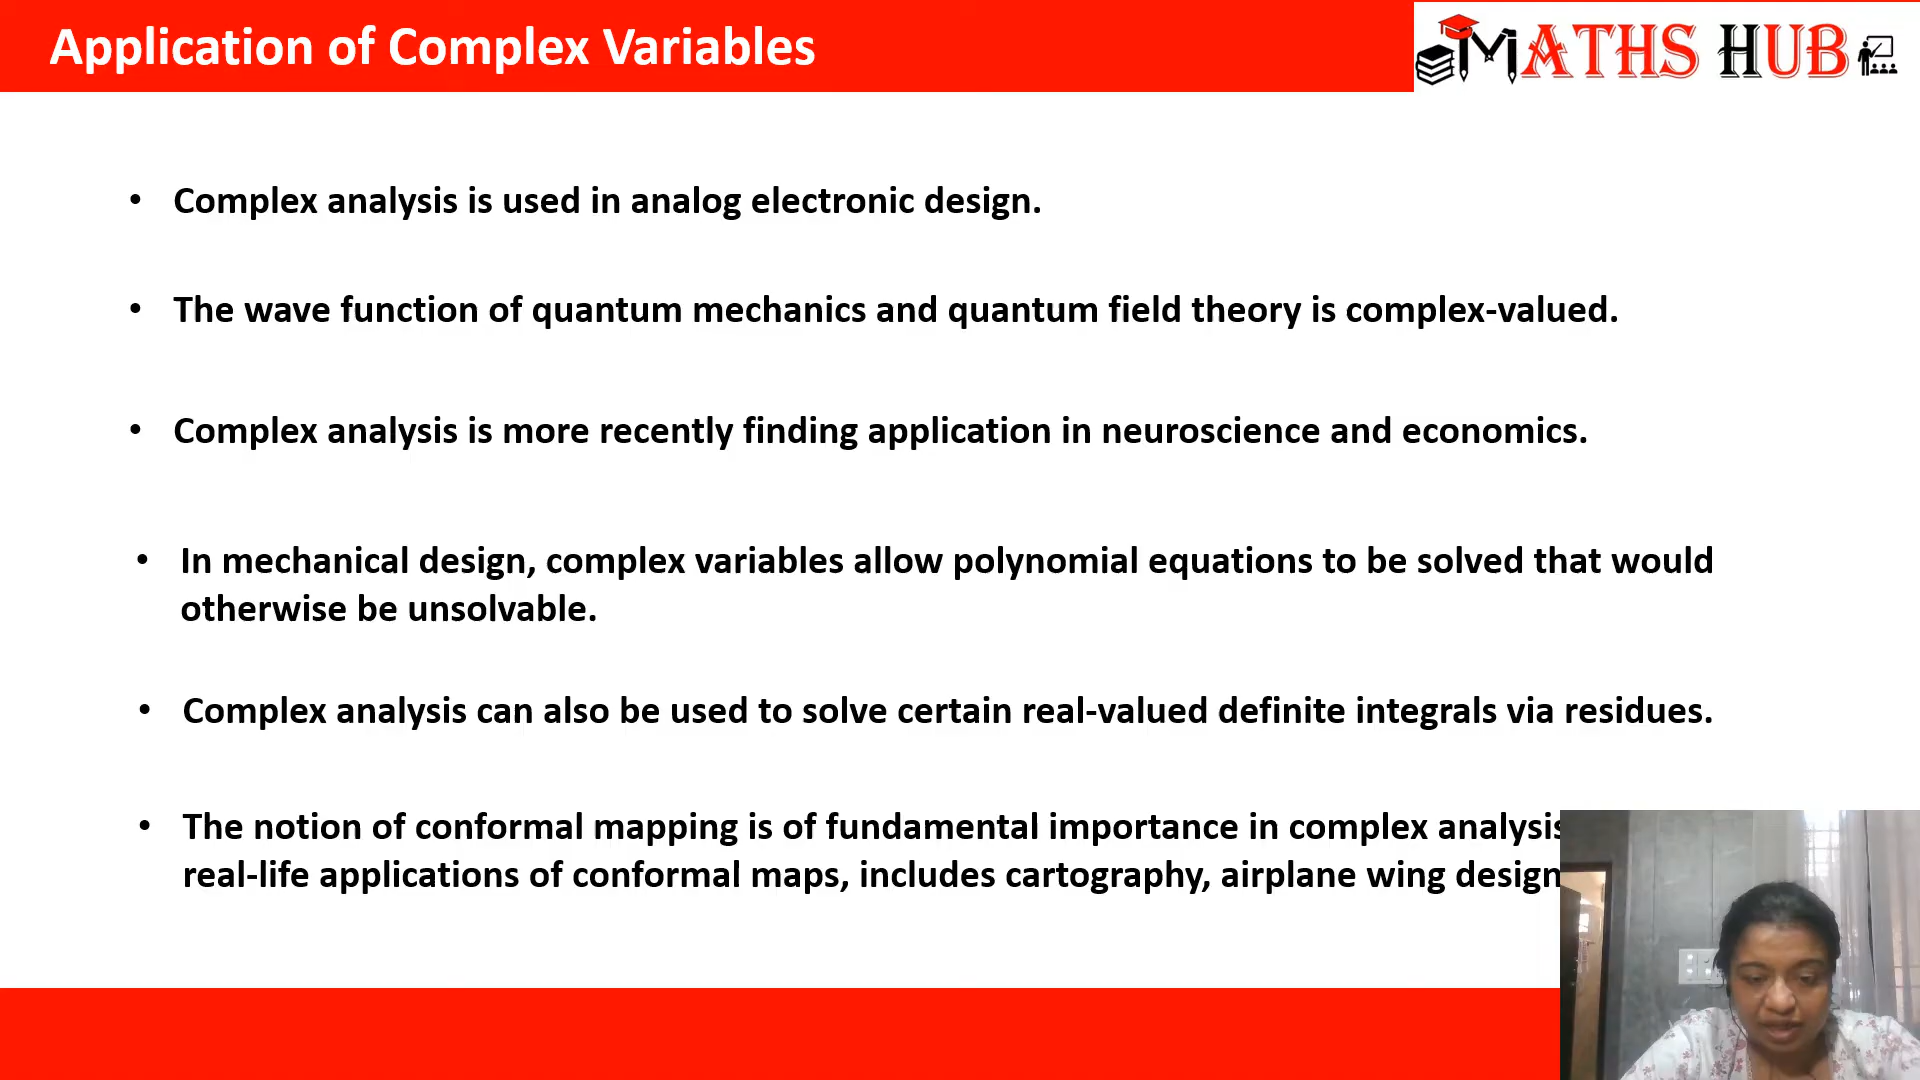 Application of Complex Variables
MATHS HUB
• Complex analysis is used in analog electronic design.
• The wave function of quantum mechanics and quantum field theory is complex-valued.
• Complex analysis is more recently finding application in neuroscience and economics.
• In mechanical design, complex variables allow polynomial equations to be solved that would
otherwise be unsolvable.
• Complex analysis can also be used to solve certain real-valued definite integrals via residues.
• The notion of conformal mapping is of fundamental importance in complex analysis
real-life applications of conformal maps, includes cartography, airplane wing design